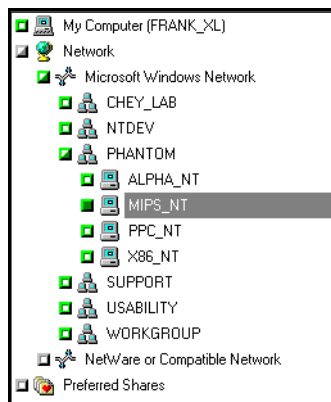 My Computer (FRANK_XL)
Network
Microsoft Windows Network
CHEY_LAB
NTDEV
PHANTOM
ALPHA_NT
MIPS_NT
PPC_NT
X86_NT
SUPPORT
USABILITY
WORKGROUP
NetWare or Compatible Network
Preferred Shares